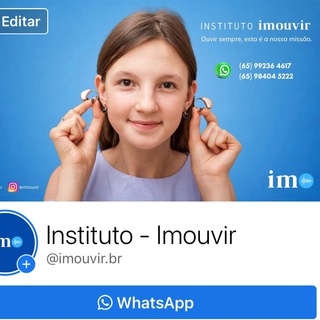 Editar
INSTITUTO imouvir
Ouvir sempre, esta é a nossa missão.
(65) 99236 4617
(65) 98404 5222
imouvir
im
im
Instituto - Imouvir
@imouvir.br
WhatsApp